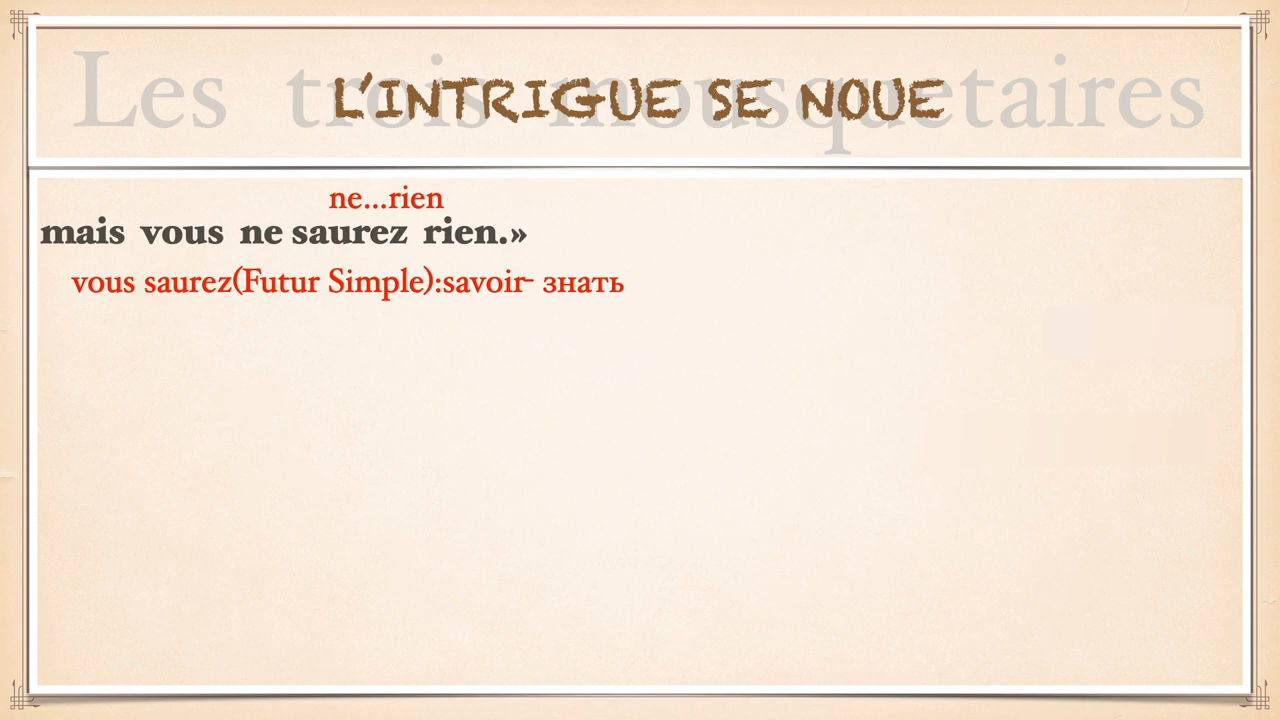 Les trois mousquetaires
L'INTRIGUE SE NOUE
ne...rien
mais vous ne saurez rien.»
vous saurez(Futur Simple):savoir- знать